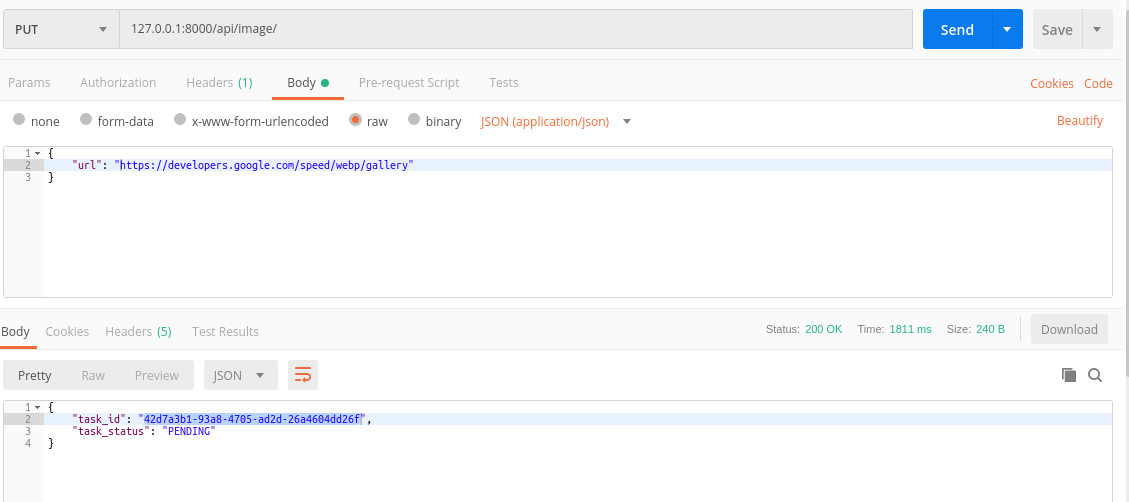 PUT 127.0.0.1:8000/api/image/ Send Save
Params Authorization Headers (1) Body Pre-request Script Tests Cookies Code
none form-data x-www-form-urlencoded raw binary JSON (application/json) Beautify
1 {
2 "url": "https://developers.google.com/speed/webp/gallery"
3 }
Body Cookies Headers (5) Test Results Status: 200 OK Time: 1811 ms Size: 240 B Download
Pretty Raw Preview JSON
1 {
2 "task_id": "42d7a3b1-93a8-4705-ad2d-26a4604dd26f",
3 "task_status": "PENDING"
4 }